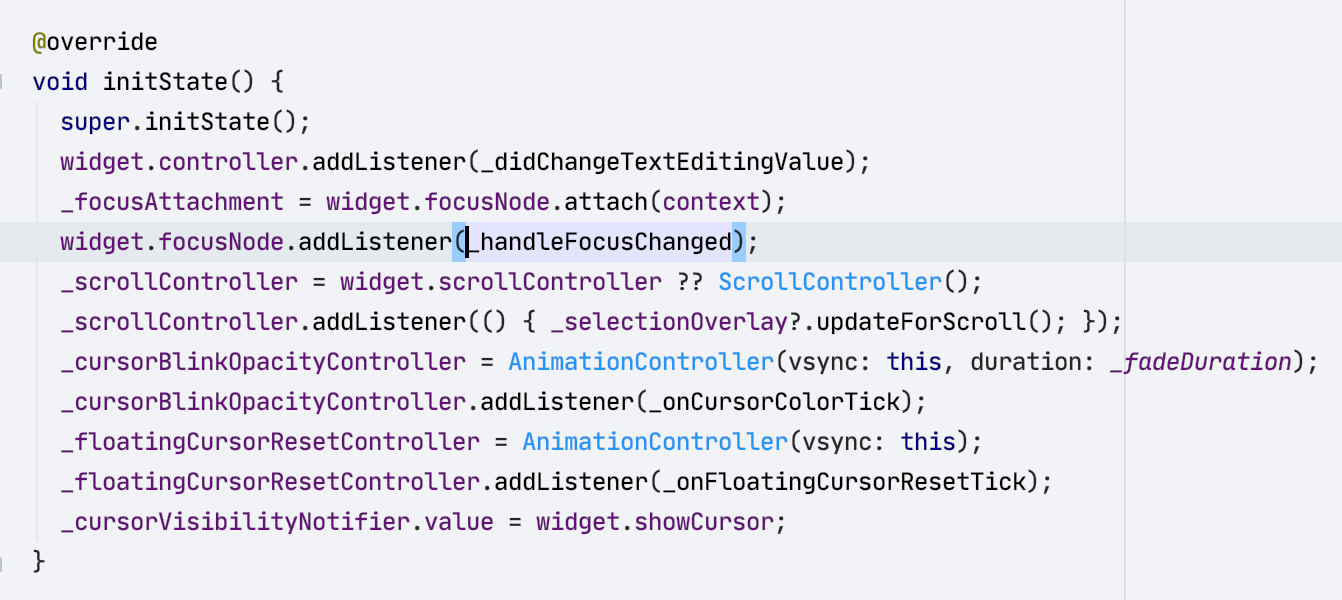 @override
void initState() {
super.initState();
widget.controller.addListener(_didChangeTextEditingValue);
_focusAttachment = widget.focusNode.attach(context);
widget.focusNode.addListener(_handleFocusChanged);
_scrollController = widget.scrollController ?? ScrollController();
_scrollController.addListener(() { _selectionOverlay?.updateForScroll(); });
_cursorBlinkOpacityController = AnimationController(vsync: this, duration: _fadeDuration);
_cursorBlinkOpacityController.addListener(_onCursorColorTick);
_floatingCursorResetController = AnimationController(vsync: this);
_floatingCursorResetController.addListener(_onFloatingCursorResetTick);
_cursorVisibilityNotifier.value = widget.showCursor;
}